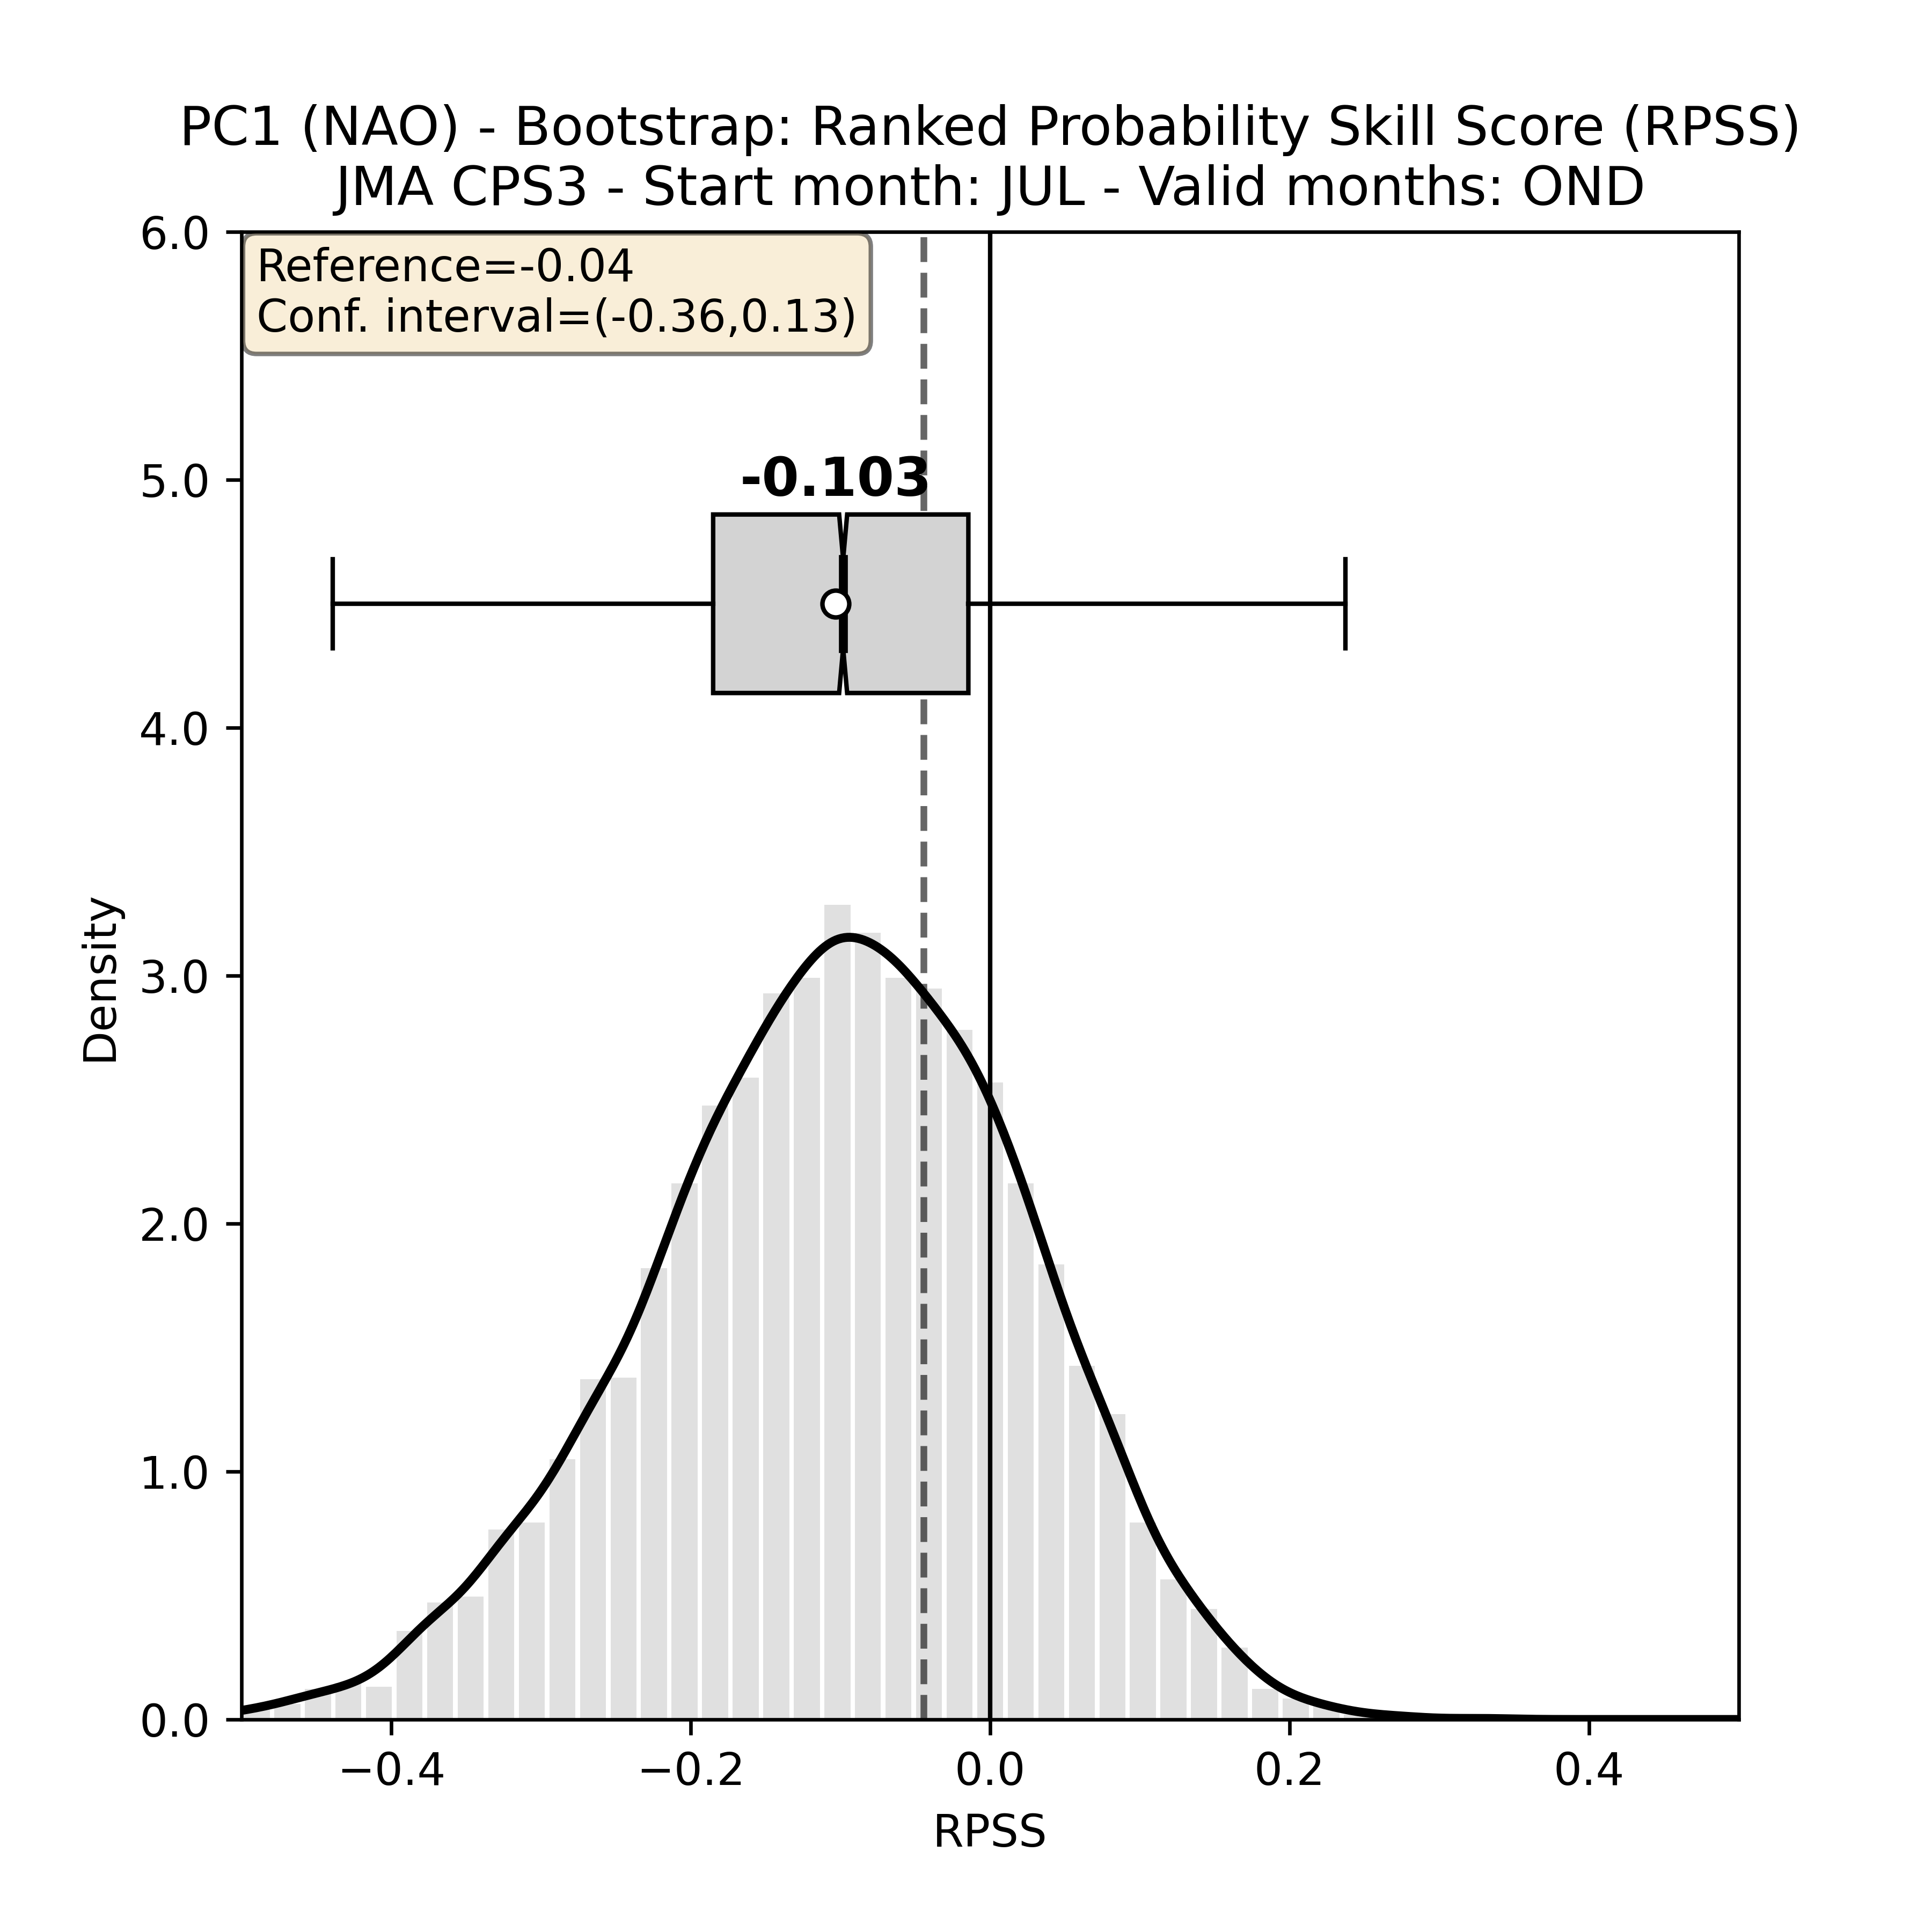 PC1 (NAO) - Bootstrap: Ranked Probability Skill Score (RPSS)
JMA CPS3 - Start month: JUL - Valid months: OND
Reference=-0.04
Conf. interval=(-0.36,0.13)
-0.103
6.0
5.0
4.0
3.0
2.0
1.0
0.0
Density
−0.4
−0.2
0.0
0.2
0.4
RPSS